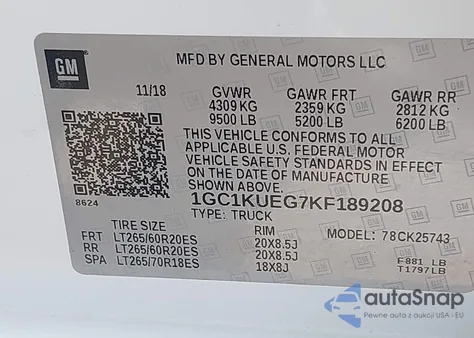 GM
MFD BY GENERAL MOTORS LLC
11/18 GVWR GAWR FRT GAWR RR
4309 KG 2359 KG 2812 KG
9500 LB 5200 LB 6200 LB
THIS VEHICLE CONFORMS TO ALL
APPLICABLE U.S. FEDERAL MOTOR
VEHICLE SAFETY STANDARDS IN EFFECT
ON THE DATE OF MANUFACTURE
SHOWN ABOVE.
8624 1GC1KUEG7KF189208
TYPE: TRUCK
TIRE SIZE RIM MODEL: 78CK25743
FRT LT265/60R20ES 20X8.5J
RR LT265/60R20ES 20X8.5J F881 LB
SPA LT265/70R18ES 18X8J T1797LB
autoSnap
Pewne auta z aukcji USA - EU